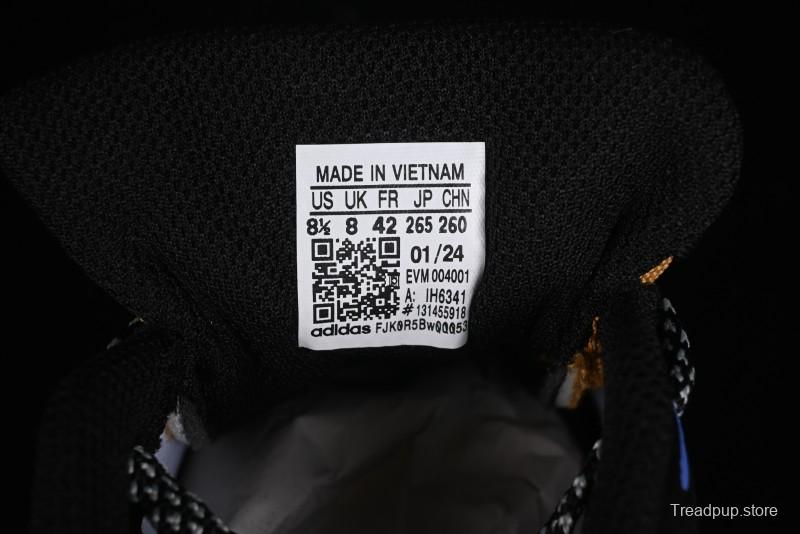 MADE IN VIETNAM
US UK FR JP CHN
8½ 8 42 265 260
01/24
EVM 004001
A: IH6341
# 131455918
adidas FJK0R5BwQQQ53
Treadpup.store